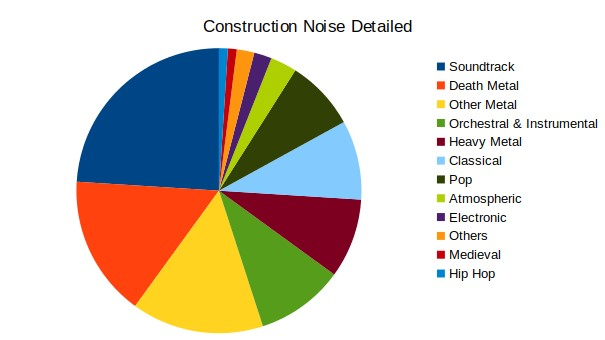 Construction Noise Detailed
Soundtrack
Death Metal
Other Metal
Orchestral & Instrumental
Heavy Metal
Classical
Pop
Atmospheric
Electronic
Others
Medieval
Hip Hop